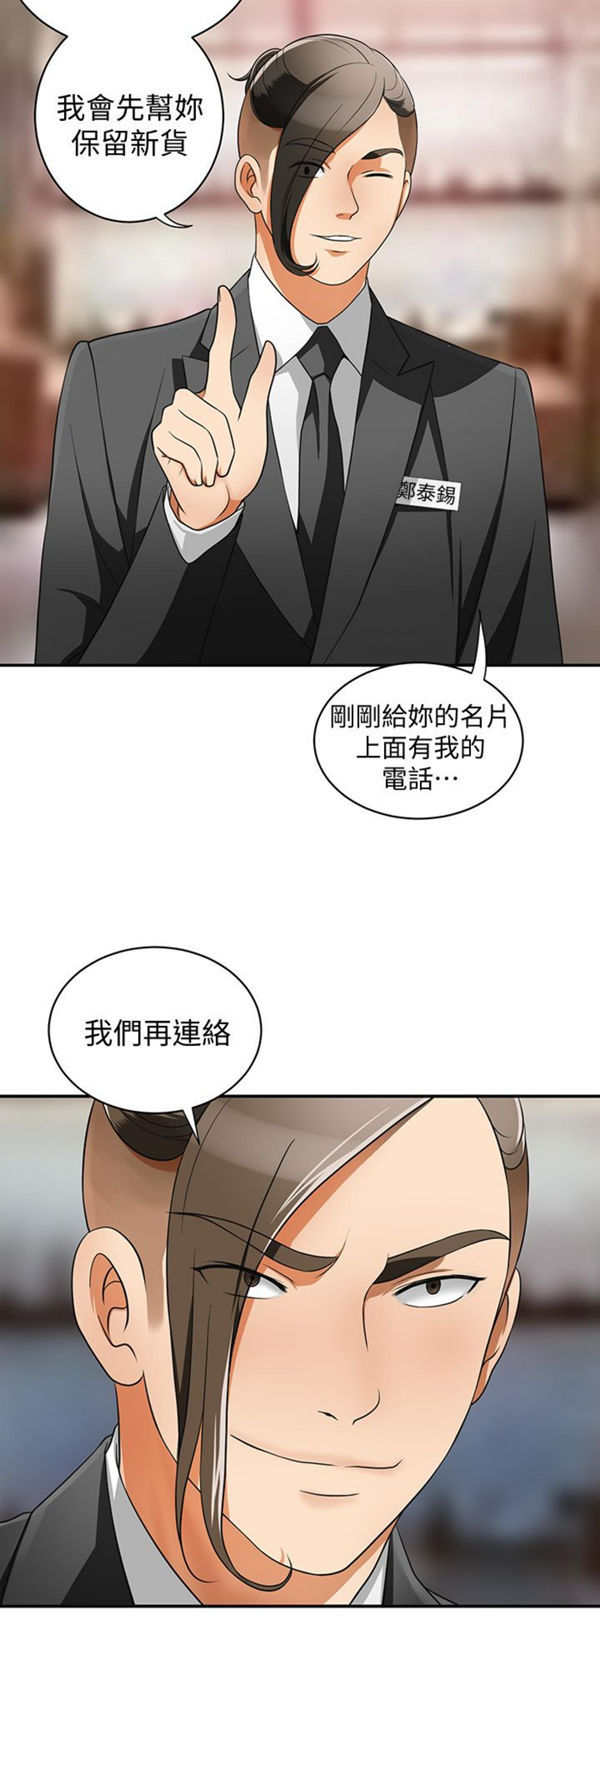 我會先幫妳
保留新貨
鄭泰錫
剛剛給妳的名片
上面有我的
電話⋯
我們再連絡